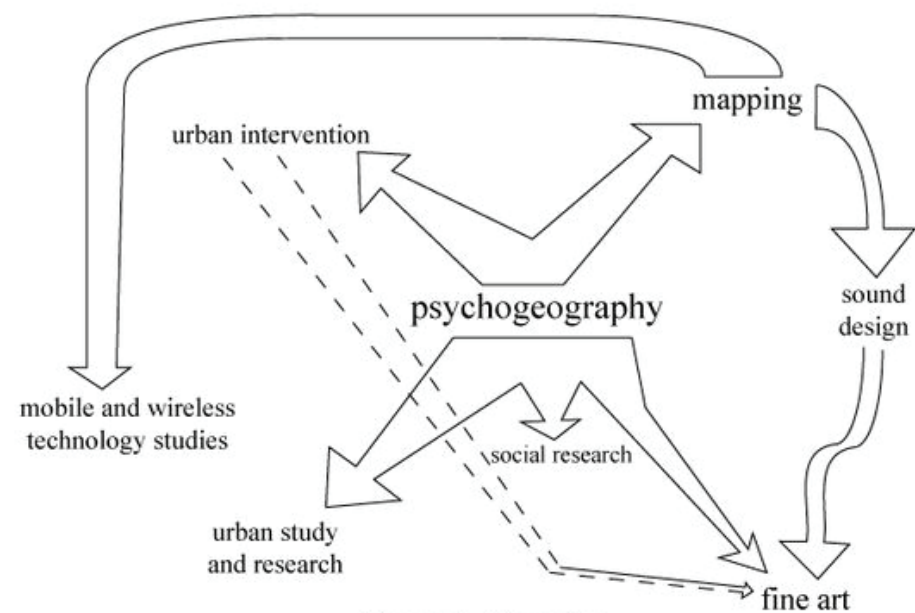 mapping
urban intervention
psychogeography
sound
design
mobile and wireless
technology studies
social research
urban study
and research
fine art